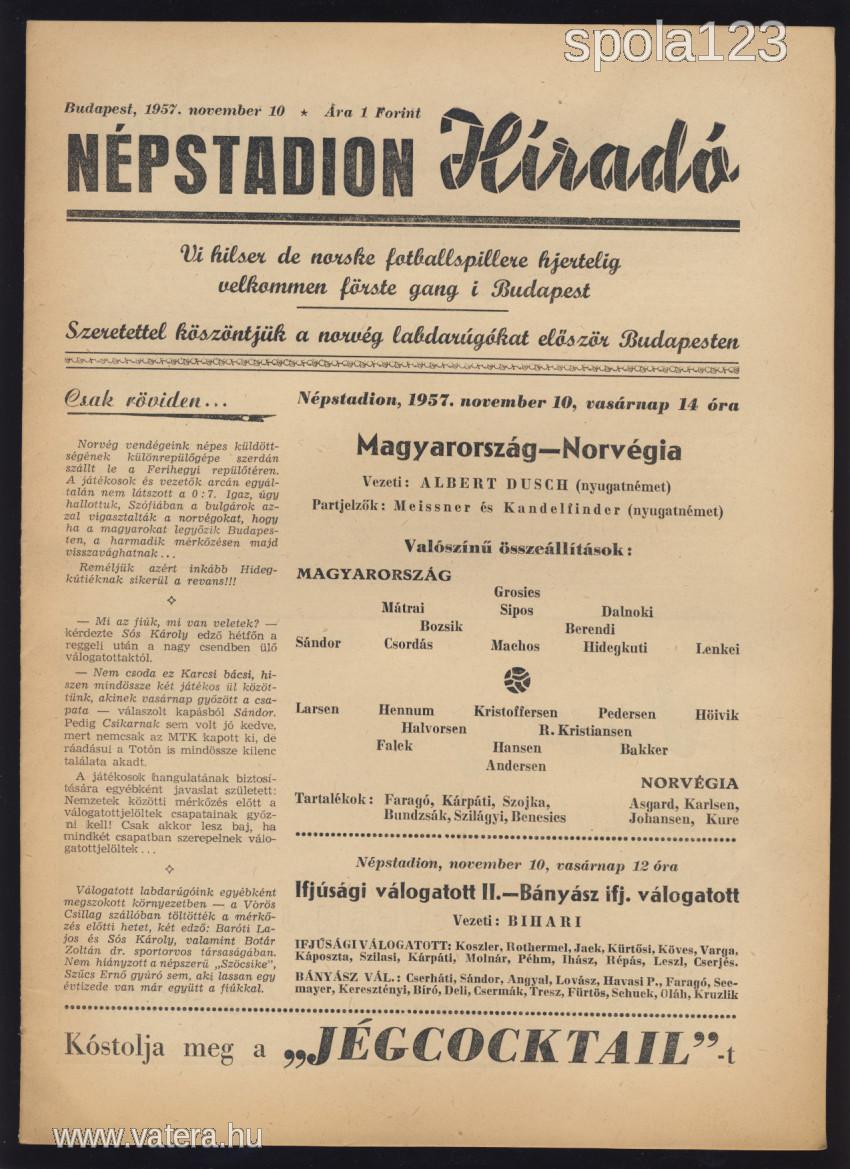 spola123
Budapest, 1957. november 10 ★ Ára 1 Forint
NÉPSTADION Híradó
Vi hilser de norske fotballspillere hjertelig
velkommen förste gang i Budapest
Szeretettel köszöntjük a norvég labdarúgókat először Budapesten
Csak röviden...
Norvég vendégeink népes küldött-
ségének különrepülőgépe szerdán
szállt le a Ferihegyi repülőtéren.
A játékosok és vezetők arcán egyál-
talán nem látszott a 0:7. Igaz, úgy
hallottuk, Szófiában a bulgárok az-
zal vigasztalták a norvégokat, hogy
ha a magyarokat legyőzik Budapes-
ten, a harmadik mérkőzésen majd
visszavághatnak...
Reméljük azért inkább Hideg-
kútiéknak sikerül a revans!!!
— Mi az fiúk, mi van veletek? —
kérdezte Sós Károly edző hétfőn a
reggeli után a nagy csendben ülő
válogatottaktól.
— Nem csoda ez Karcsi bácsi, hi-
szen mindössze két játékos ül közöt-
tünk, akinek vasárnap győzött a csa-
pata — válaszolt kapásból Sándor.
Pedig Csikarnak sem volt jó kedve,
mert nemcsak az MTK kapott ki, de
ráadásul a Totón is mindössze kilenc
találata akadt.
A játékosok hangulatának biztosí-
tására egyébként javaslat született:
Nemzetek közötti mérkőzés előtt a
válogatottjelöltek csapatainak győz-
ni kell! Csak akkor lesz baj, ha
mindkét csapatban szerepelnek válo-
gatottjelöltek...
Válogatott labdarúgóink egyébként
megszokott környezetben — a Vörös
Csillag szállóban töltötték a mérkő-
zés előtti hetet, két edző: Baróti La-
jos és Sós Károly, valamint Botár
Zoltán dr. sportorvos társaságában.
Nem hiányzott a népszerű „Szöcsike”,
Szűcs Ernő gyúró sem, aki lassan egy
évtizede van már együtt a fiúkkal.
Népstadion, 1957. november 10, vasárnap 14 óra
Magyarország—Norvégia
Vezeti: ALBERT DUSCH (nyugatnémet)
Partjelzők: Meissner és Kandelfinder (nyugatnémet)
Valószínű összeállítások:
MAGYARORSZÁG
Grosics
Mátrai Sipos Dalnoki
Bozsik Berendi
Sándor Csordás Machos Hidegkuti Lenkei
Larsen Hennum Kristoffersen Pedersen Höivik
Halvorsen R. Kristiansen
Falek Hansen Bakker
Andersen
NORVÉGIA
Tartalékok: Faragó, Kárpáti, Szojka, Asgard, Karlsen,
Bundzsák, Szilágyi, Bencsics Johansen, Kure
Népstadion, november 10, vasárnap 12 óra
Ifjúsági válogatott II.—Bányász ifj. válogatott
Vezeti: BIHARI
IFJÚSÁGI VÁLOGATOTT: Koszler, Rothermel, Jaek, Kürtősi, Köves, Varga,
Káposzta, Szilasi, Kárpáti, Molnár, Péhm, Ihász, Répás, Leszl, Cserjés.
BÁNYÁSZ VÁL.: Cserháti, Sándor, Angyal, Lovász, Havasi P., Faragó, See-
mayer, Keresztényi, Biró, Deli, Csermák, Tresz, Fürtös, Schuek, Oláh, Kruzlik
Kóstolja meg a „JÉGCOCKTAIL”-t
www.vatera.hu